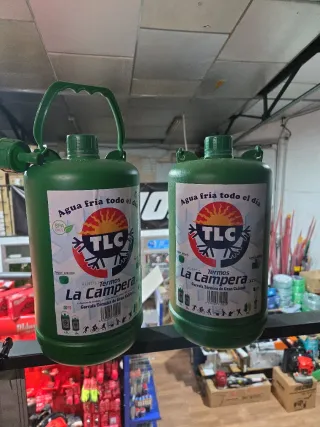 Agua fría todo el día
TLC
Termos
La Campera
Agua fría todo el día
TLC
Termos
La Campera